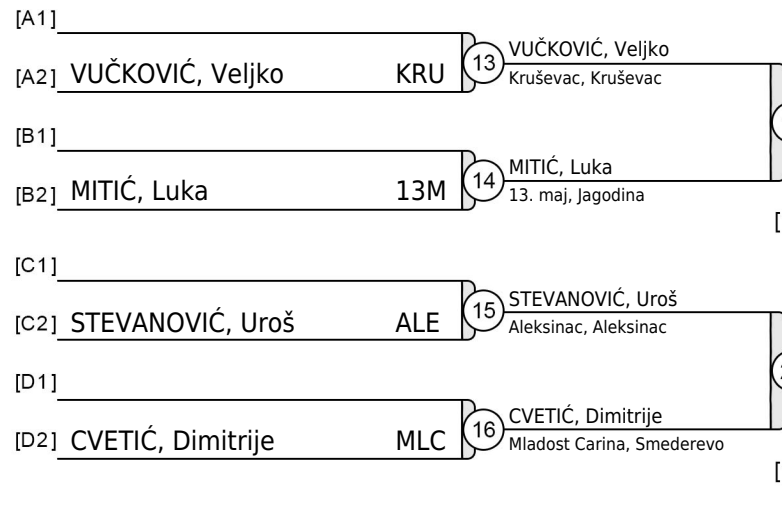 [A1]
[A2] VUČKOVIĆ, Veljko KRU
13 VUČKOVIĆ, Veljko
Kruševac, Kruševac
[B1]
[B2] MITIĆ, Luka 13M
14 MITIĆ, Luka
13. maj, Jagodina
[
[C1]
[C2] STEVANOVIĆ, Uroš ALE
15 STEVANOVIĆ, Uroš
Aleksinac, Aleksinac
[D1]
[D2] CVETIĆ, Dimitrije MLC
16 CVETIĆ, Dimitrije
Mladost Carina, Smederevo
[